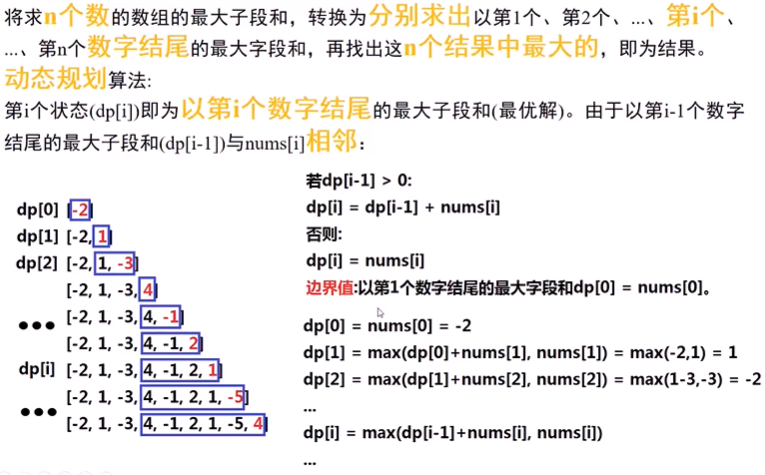 将求n个数的数组的最大子段和，转换为分别求出以第1个、第2个、...、第i个、
...、第n个数字结尾的最大字段和，再找出这n个结果中最大的，即为结果。
动态规划算法:
第i个状态(dp[i])即为以第i个数字结尾的最大子段和(最优解)。由于以第i-1个数字
结尾的最大子段和(dp[i-1])与nums[i]相邻：
dp[0] [-2]
dp[1] [-2, 1]
dp[2] [-2, 1, -3]
[-2, 1, -3, 4]
••• [-2, 1, -3, 4, -1]
[-2, 1, -3, 4, -1, 2]
dp[i] [-2, 1, -3, 4, -1, 2, 1]
••• [-2, 1, -3, 4, -1, 2, 1, -5]
[-2, 1, -3, 4, -1, 2, 1, -5, 4]
若dp[i-1] > 0:
dp[i] = dp[i-1] + nums[i]
否则:
dp[i] = nums[i]
边界值:以第1个数字结尾的最大字段和dp[0] = nums[0]。
dp[0] = nums[0] = -2
dp[1] = max(dp[0]+nums[1], nums[1]) = max(-2,1) = 1
dp[2] = max(dp[1]+nums[2], nums[2]) = max(1-3,-3) = -2
...
dp[i] = max(dp[i-1]+nums[i], nums[i])
...